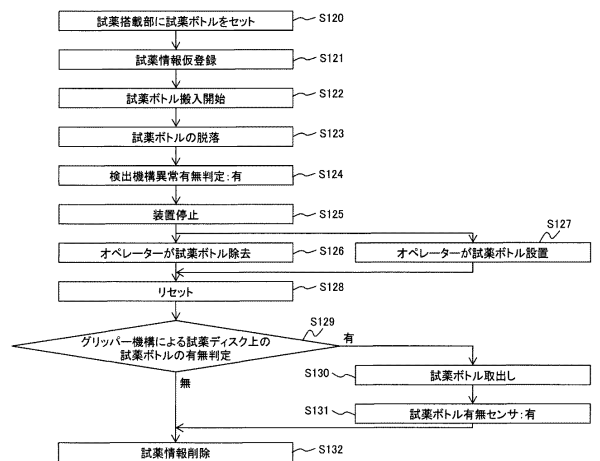 試薬搭載部に試薬ボトルをセット S120
試薬情報仮登録 S121
試薬ボトル搬入開始 S122
試薬ボトルの脱落 S123
検出機構異常有無判定:有 S124
装置停止 S125
オペレーターが試薬ボトル除去 S126
オペレーターが試薬ボトル設置 S127
リセット S128
グリッパー機構による試薬ディスク上の
試薬ボトルの有無判定 S129
有
無
試薬ボトル取出し S130
試薬ボトル有無センサ:有 S131
試薬情報削除 S132